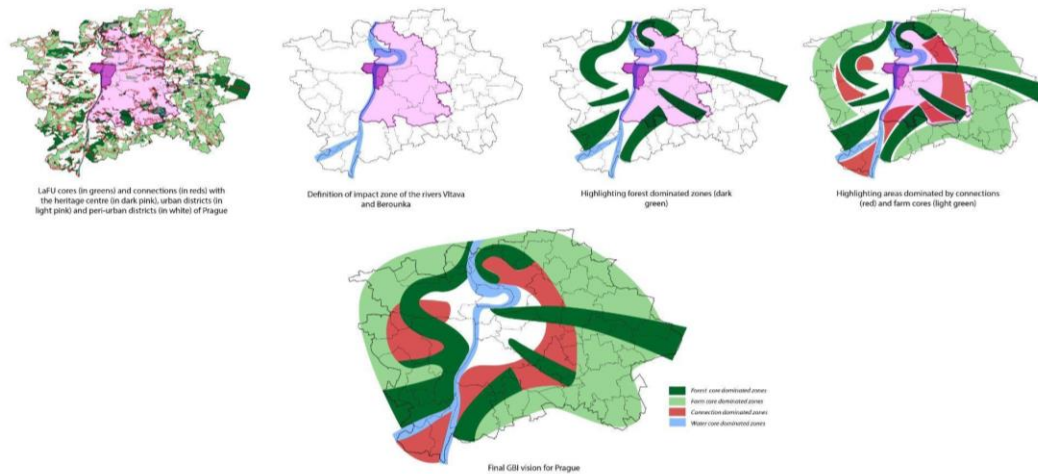 LaFU cores (in greens) and connections (in reds) with
the heritage centre (in dark pink), urban districts (in
light pink) and peri-urban districts (in white) of Prague
Definition of impact zone of the rivers Vltava
and Berounka
Highlighting forest dominated zones (dark
green)
Highlighting areas dominated by connections
(red) and farm cores (light green)
Forest core dominated zones
Farm core dominated zones
Connection dominated zones
Water core dominated zones
Final GBI vision for Prague